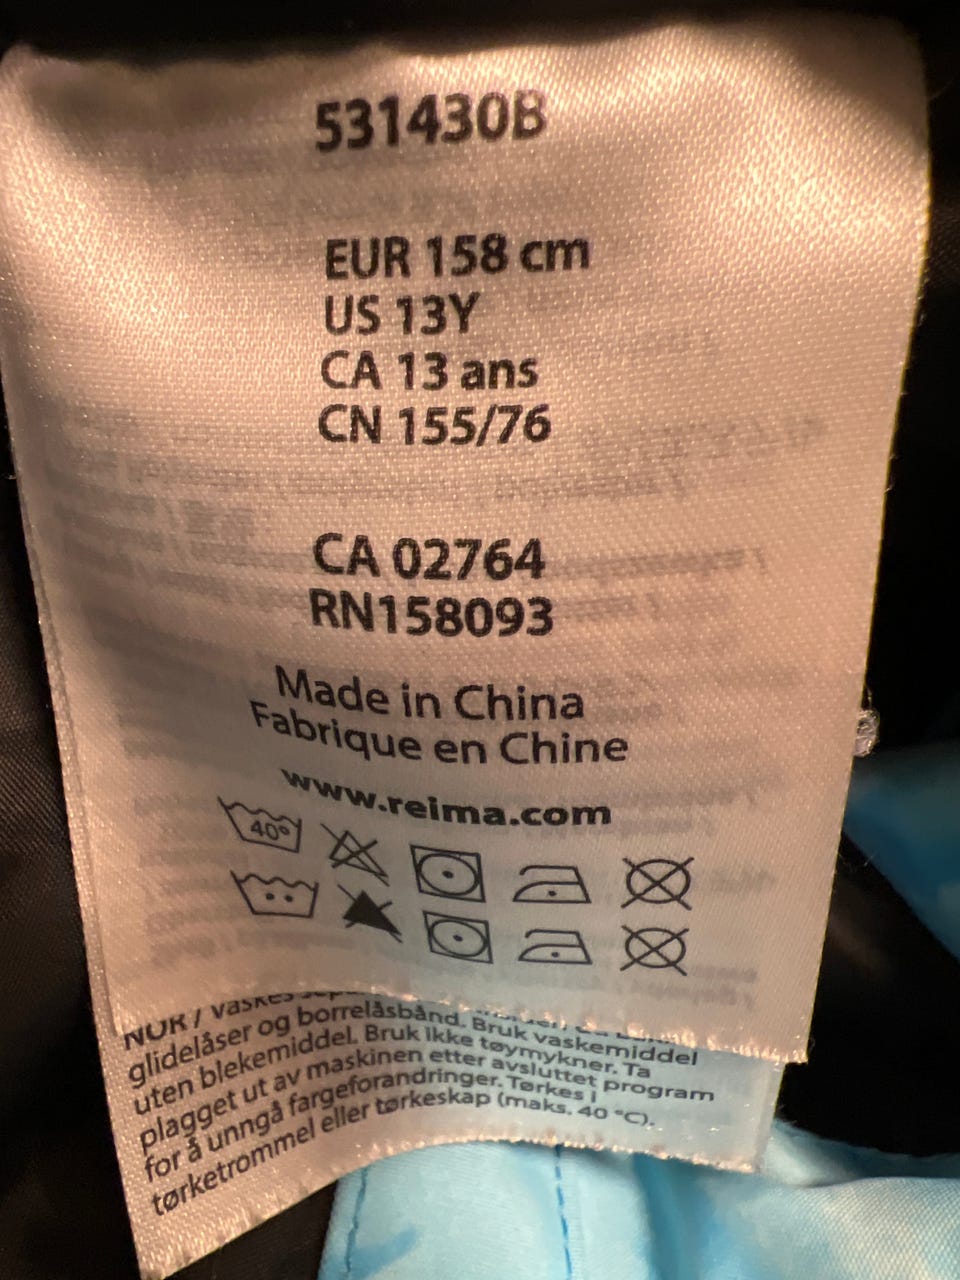 531430B
EUR 158 cm
US 13Y
CA 13 ans
CN 155/76
CA 02764
RN158093
Made in China
Fabrique en Chine
www.reima.com
40°
NOR / Vaskes
glidelåser og borrelåsbånd. Bruk vaskemiddel
uten blekemiddel. Bruk ikke tøymykner. Ta
plagget ut av maskinen etter avsluttet program
for å unngå fargeforandringer. Tørkes i
tørketrommel eller tørkeskap (maks. 40 °C).